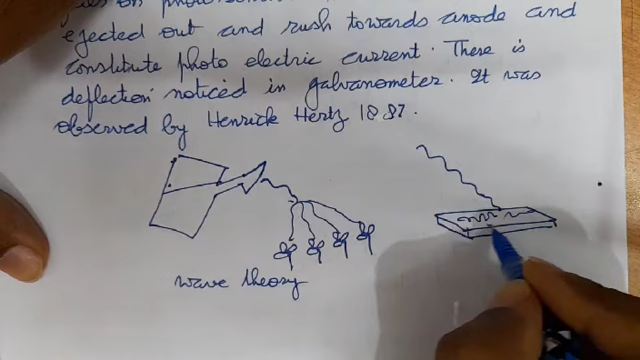 ejected out and rush towards anode and
constitute photo electric current. There is
deflection noticed in galvanometer. It was
observed by Henrick Hertz 1887.
wave theory